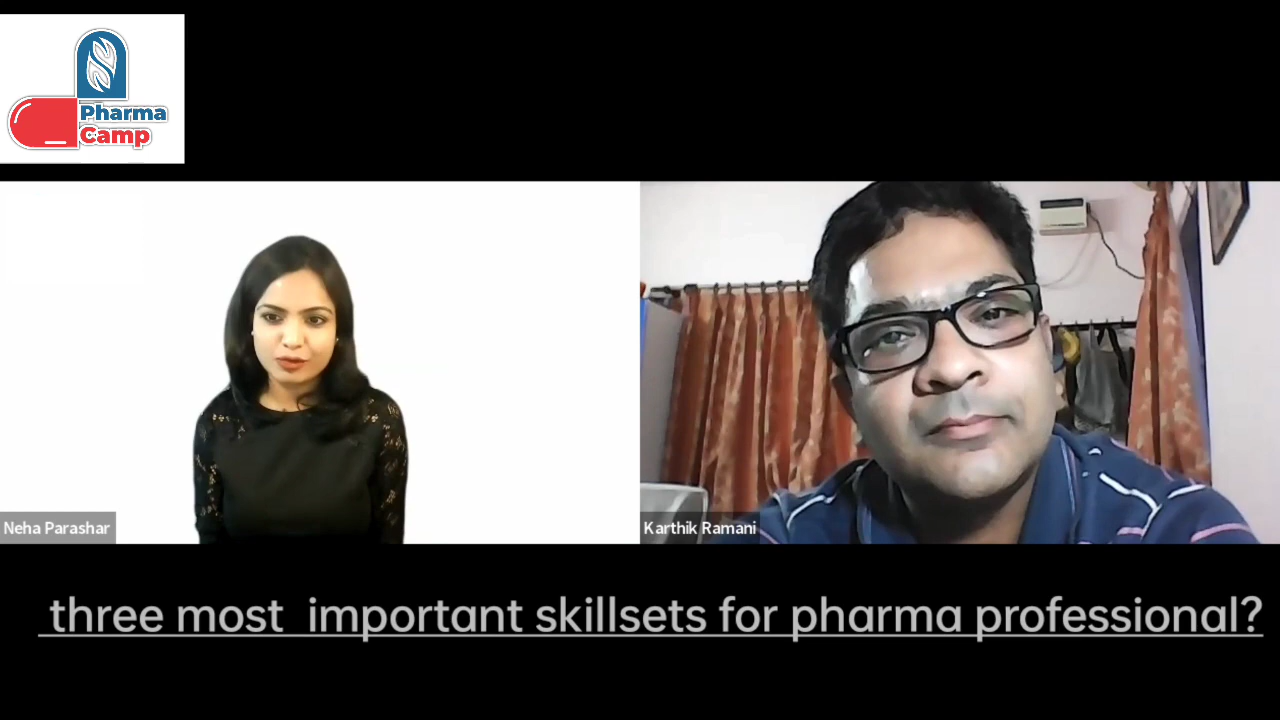 Pharma
Camp
Neha Parashar
Karthik Ramani
three most important skillsets for pharma professional?